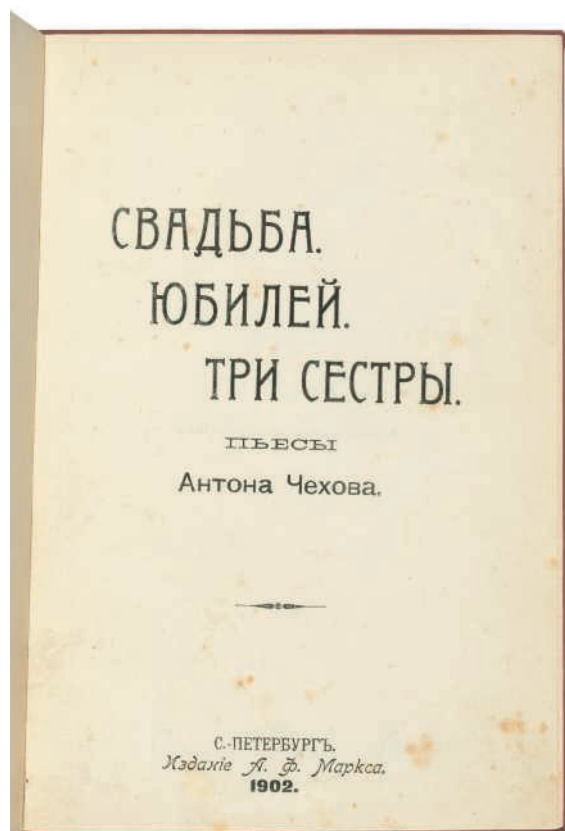 СВАДЬБА.
ЮБИЛЕЙ.
ТРИ СЕСТРЫ.
ПЬЕСЫ
Антона Чехова.
С.-ПЕТЕРБУРГЪ.
Изданіе А. Ф. Маркса.
1902.